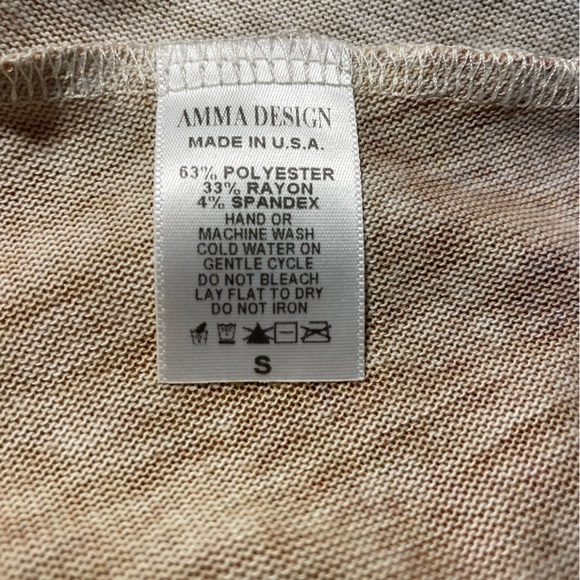 AMMA DESIGN
MADE IN U.S.A.
63% POLYESTER
33% RAYON
4% SPANDEX
HAND OR
MACHINE WASH
COLD WATER ON
GENTLE CYCLE
DO NOT BLEACH
LAY FLAT TO DRY
DO NOT IRON
S